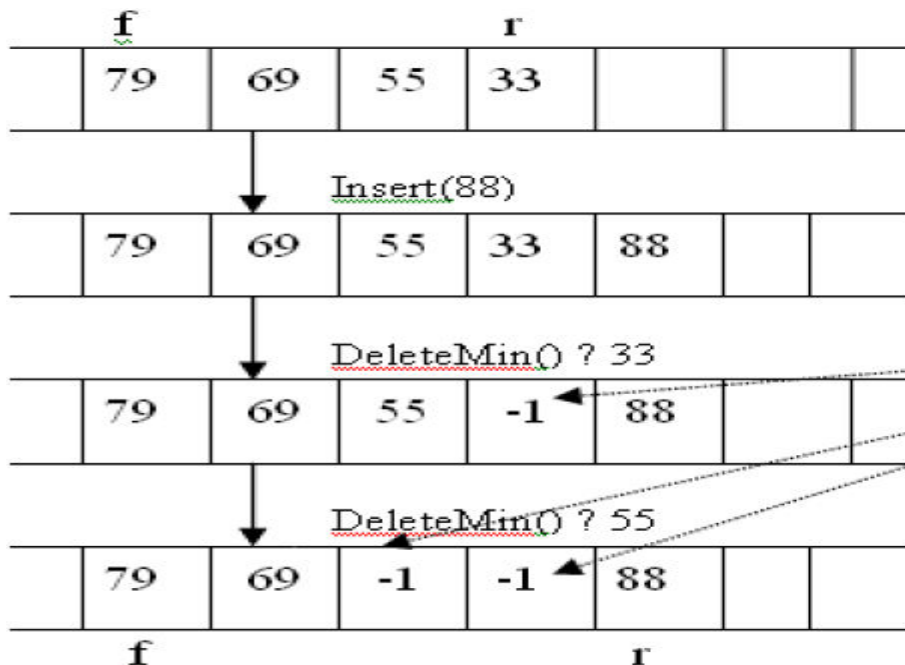 f r
79 69 55 33
Insert(88)
79 69 55 33 88
DeleteMin() ? 33
79 69 55 -1 88
DeleteMin() ? 55
79 69 -1 -1 88
f r